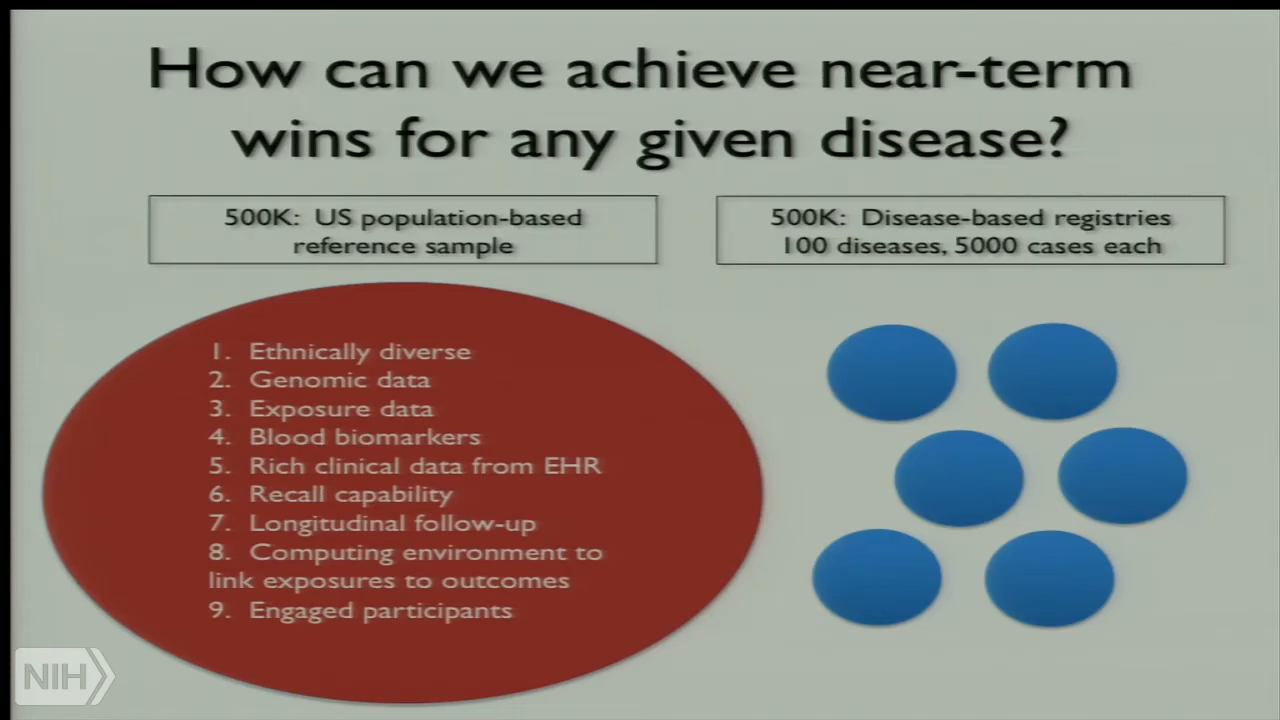 How can we achieve near-term
wins for any given disease?
500K: US population-based
reference sample
500K: Disease-based registries
100 diseases, 5000 cases each
1. Ethnically diverse
2. Genomic data
3. Exposure data
4. Blood biomarkers
5. Rich clinical data from EHR
6. Recall capability
7. Longitudinal follow-up
8. Computing environment to
link exposures to outcomes
9. Engaged participants
NIH